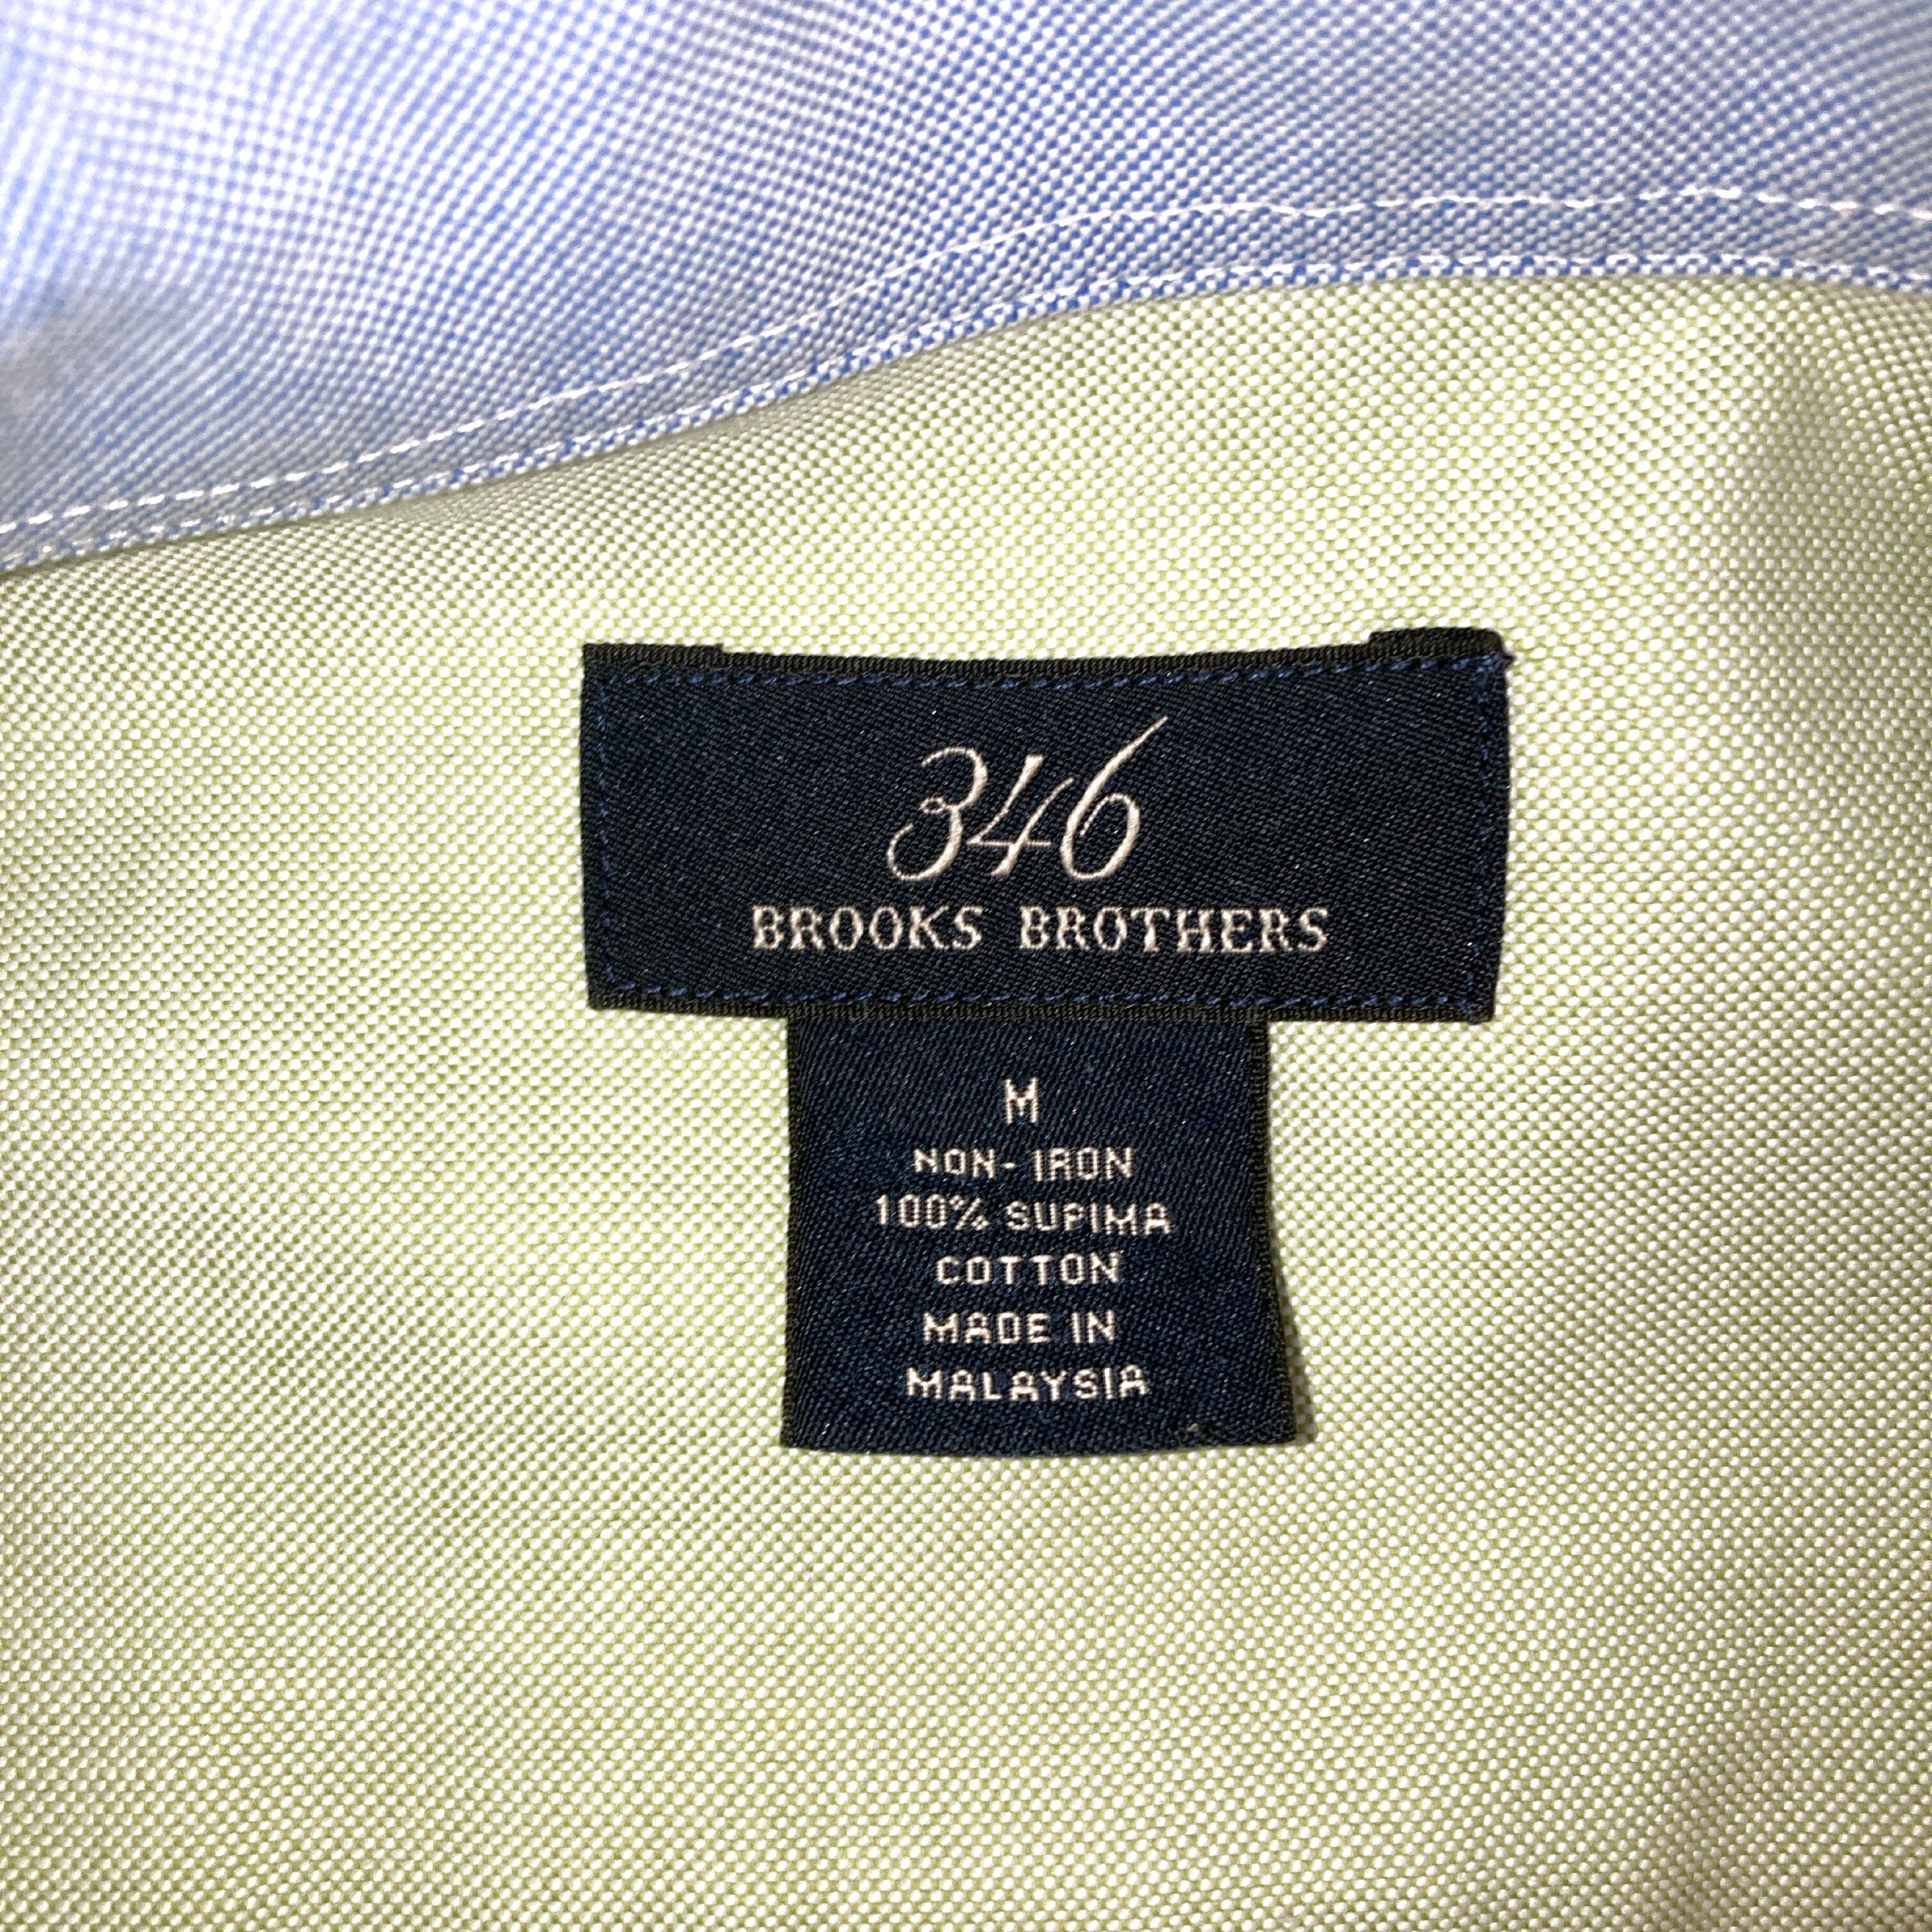 346
BROOKS BROTHERS
M
NON-IRON
100% SUPIMA
COTTON
MADE IN
MALAYSIA